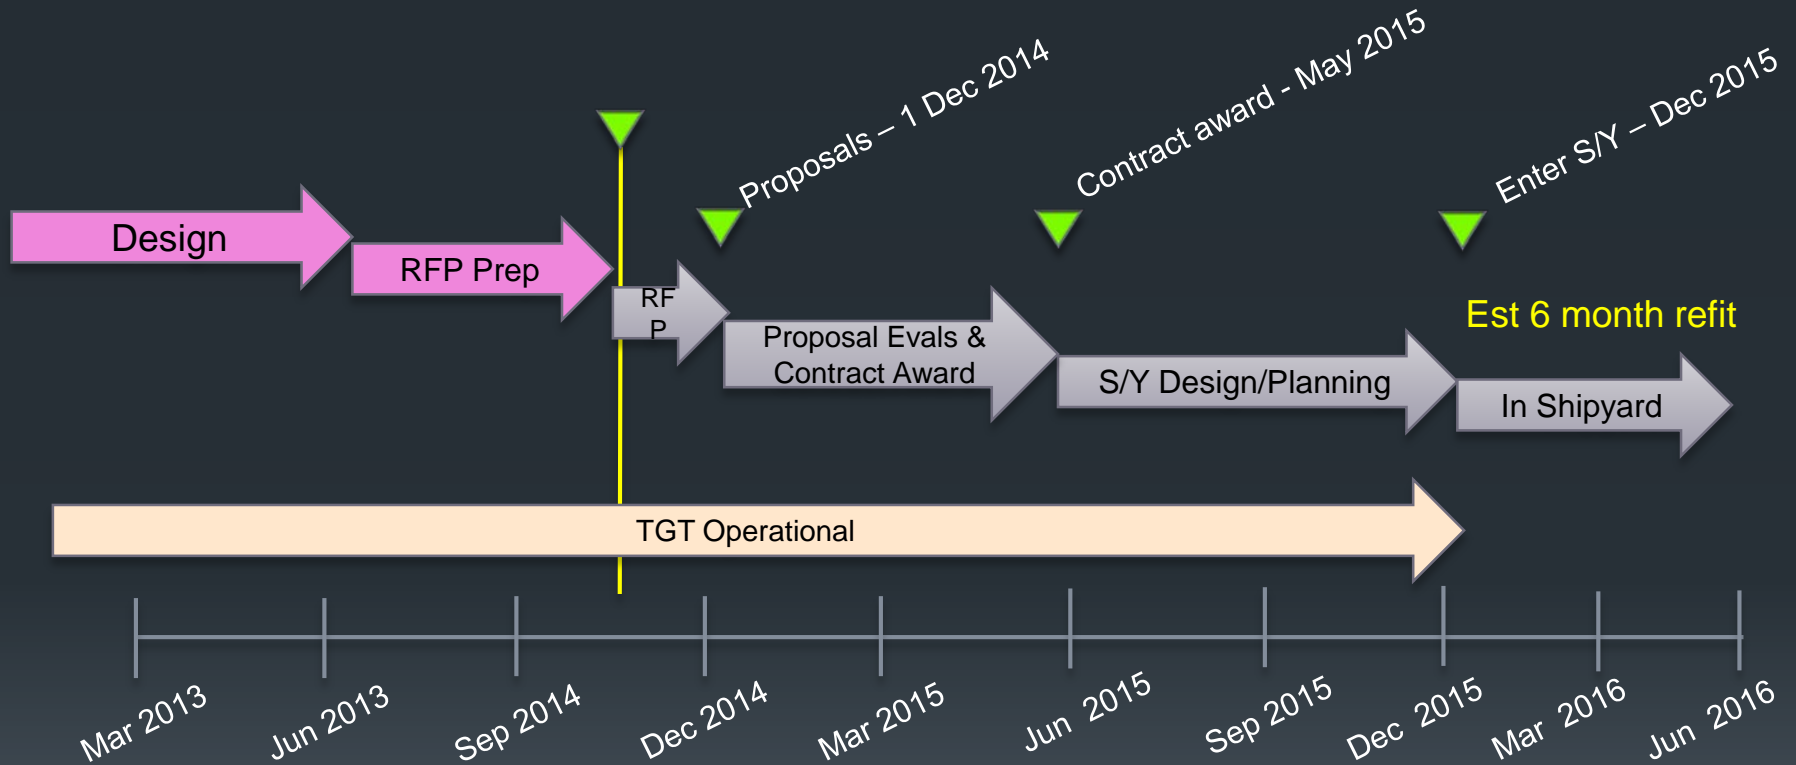 Proposals – 1 Dec 2014
Contract award - May 2015
Enter S/Y – Dec 2015
Design
RFP Prep
RF
P
Proposal Evals &
Contract Award
S/Y Design/Planning
Est 6 month refit
In Shipyard
TGT Operational
Mar 2013
Jun 2013
Sep 2014
Dec 2014
Mar 2015
Jun 2015
Sep 2015
Dec 2015
Mar 2016
Jun 2016